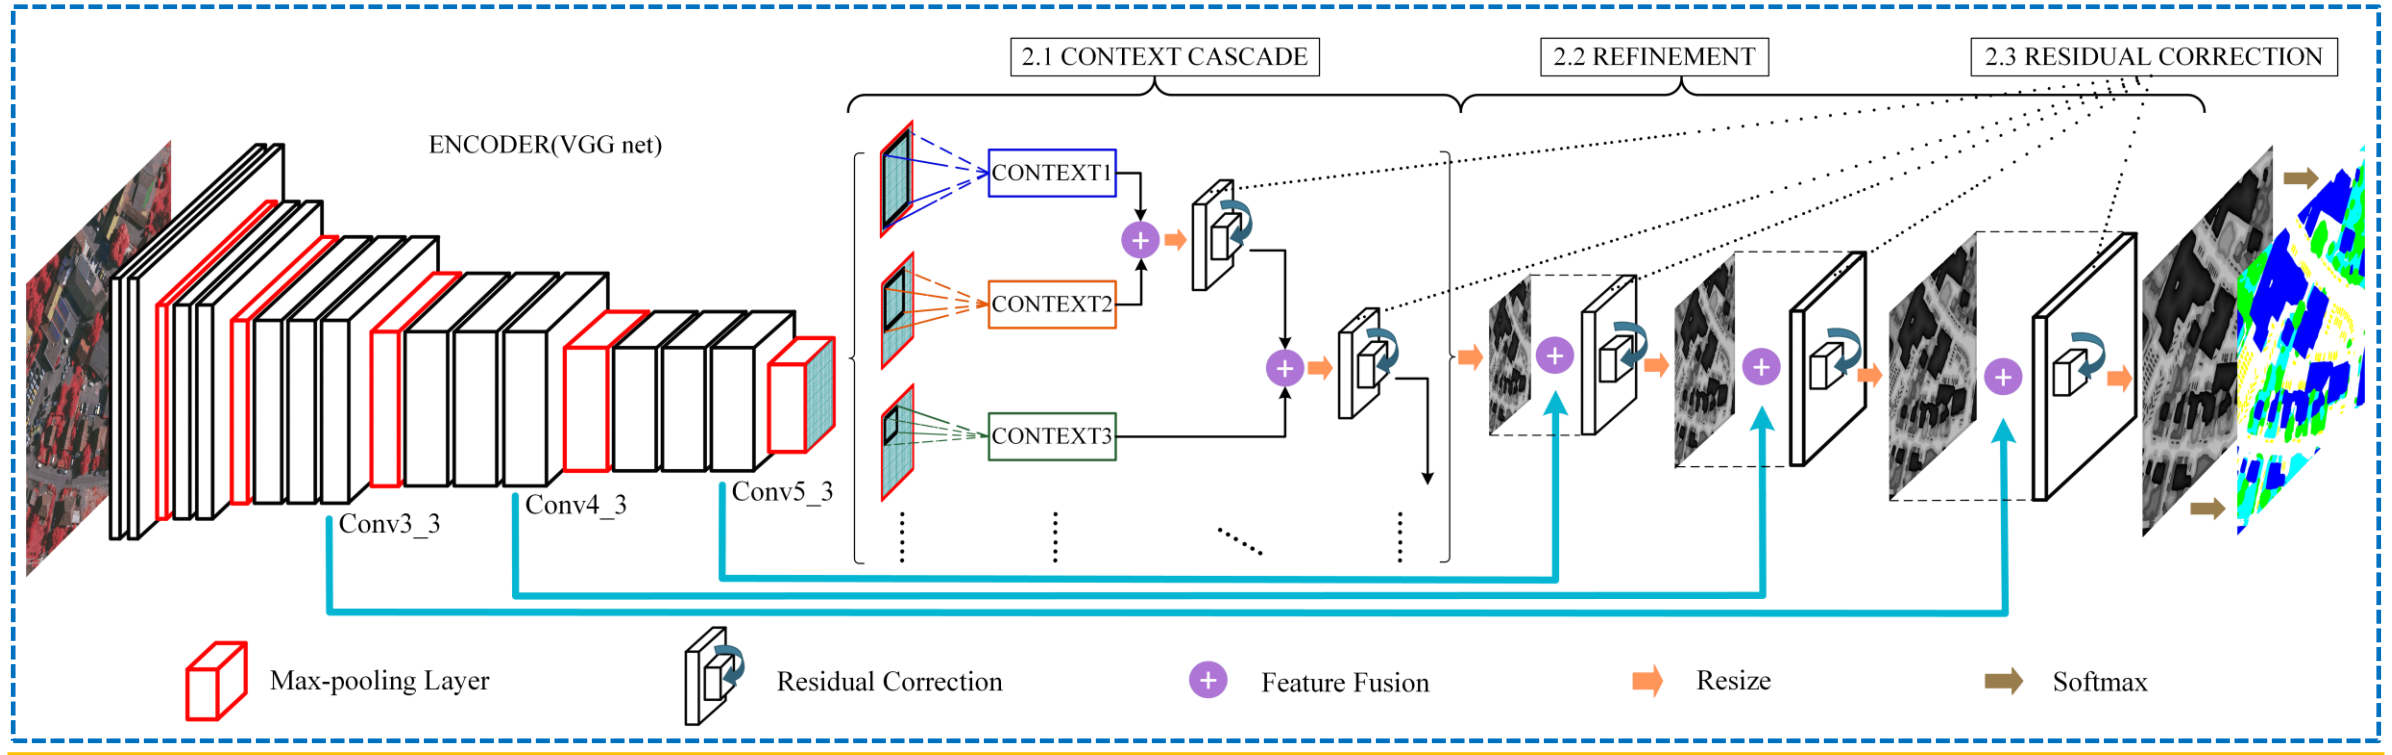 2.1 CONTEXT CASCADE
2.2 REFINEMENT
2.3 RESIDUAL CORRECTION
ENCODER(VGG net)
CONTEXT1
CONTEXT2
CONTEXT3
Conv5_3
Conv4_3
Conv3_3
Max-pooling Layer
Residual Correction
Feature Fusion
Resize
Softmax